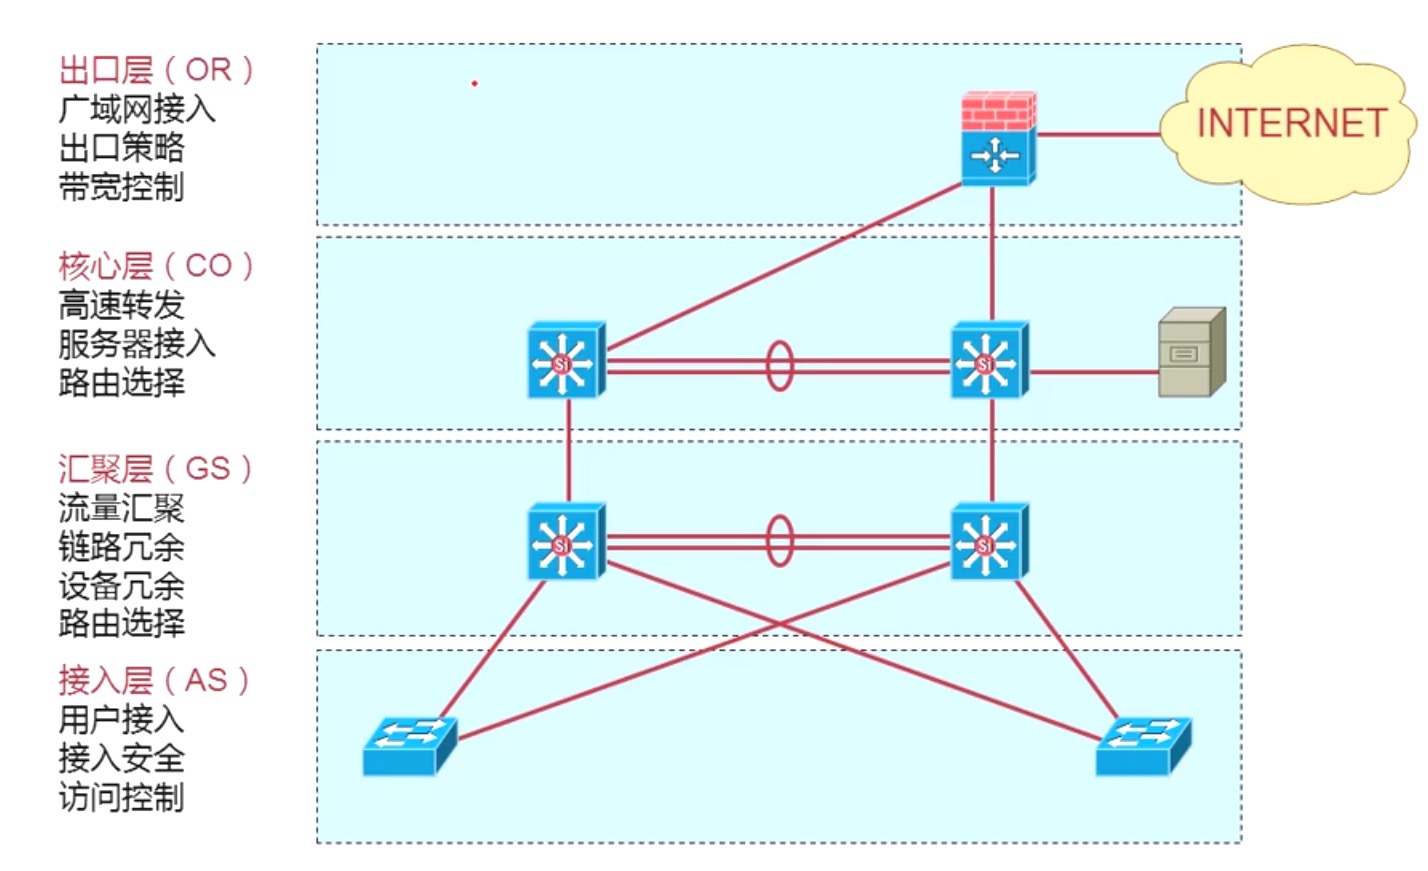 出口层（OR）
广域网接入
出口策略
带宽控制
INTERNET
核心层（CO）
高速转发
服务器接入
路由选择
Si
Si
汇聚层（GS）
流量汇聚
链路冗余
设备冗余
路由选择
Si
Si
接入层（AS）
用户接入
接入安全
访问控制